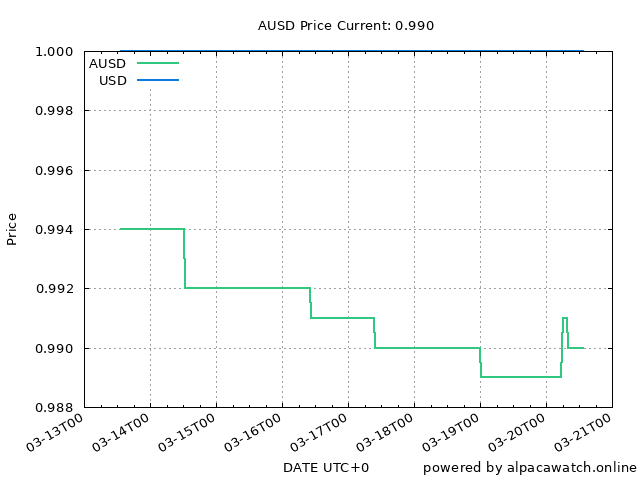 AUSD Price Current: 0.990
1.000
AUSD
USD
0.998
0.996
0.994
Price
0.992
0.990
0.988
03-13T00
03-14T00
03-15T00
03-16T00
03-17T00
03-18T00
03-19T00
03-20T00
03-21T00
DATE UTC+0
powered by alpacawatch.online